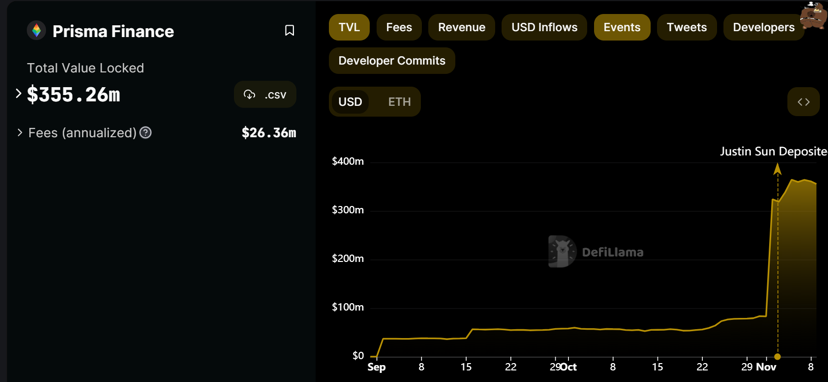 Prisma Finance
Total Value Locked
$355.26m
.csv
Fees (annualized) ?
$26.36m
TVL
Fees
Revenue
USD Inflows
Events
Tweets
Developers
Developer Commits
USD
ETH
<>
Justin Sun Deposite
$400m
$300m
$200m
$100m
$0
DefiLlama
Sep 8 15 22 29 Oct 8 15 22 29 Nov 8